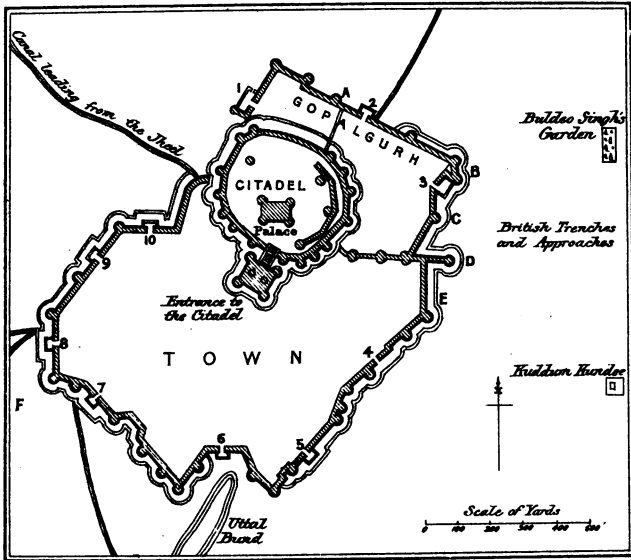 Canal leading from the Jheel
1
A
2
GOPALGURH
B
3
C
D
E
CITADEL
Palace
Entrance to
the Citadel
10
9
8
7
6
5
4
F
TOWN
Uttal
Bund
Buldeo Singh's
Garden
British Trenches
and Approaches
Kuddum Kundee
Scale of Yards
0 100 200 300 400 500